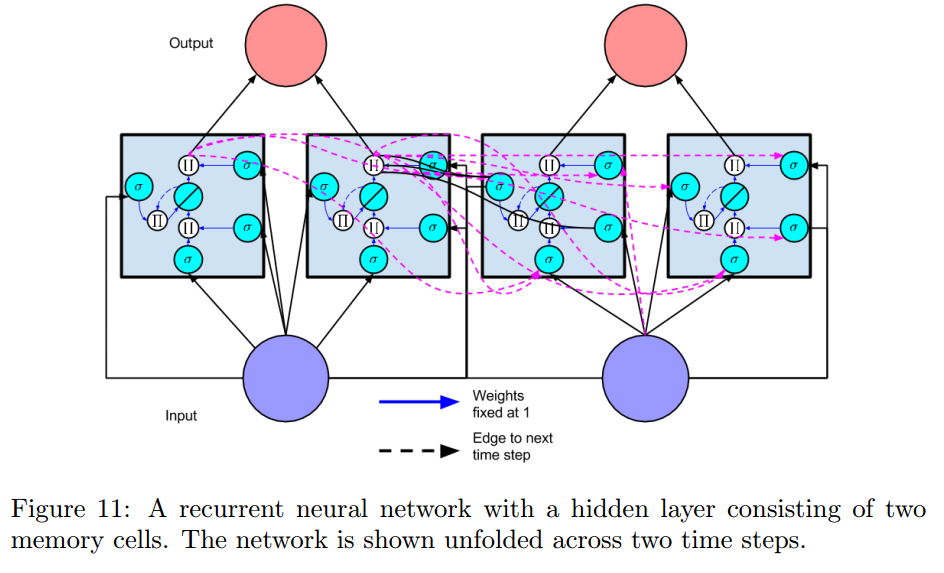 Output
Π
σ
σ
Π
Π
σ
σ
Π
σ
σ
Π
Π
σ
σ
Π
σ
σ
Π
Π
σ
σ
Π
σ
σ
Π
Π
σ
σ
Input
Weights
fixed at 1
Edge to next
time step
Figure 11: A recurrent neural network with a hidden layer consisting of two
memory cells. The network is shown unfolded across two time steps.